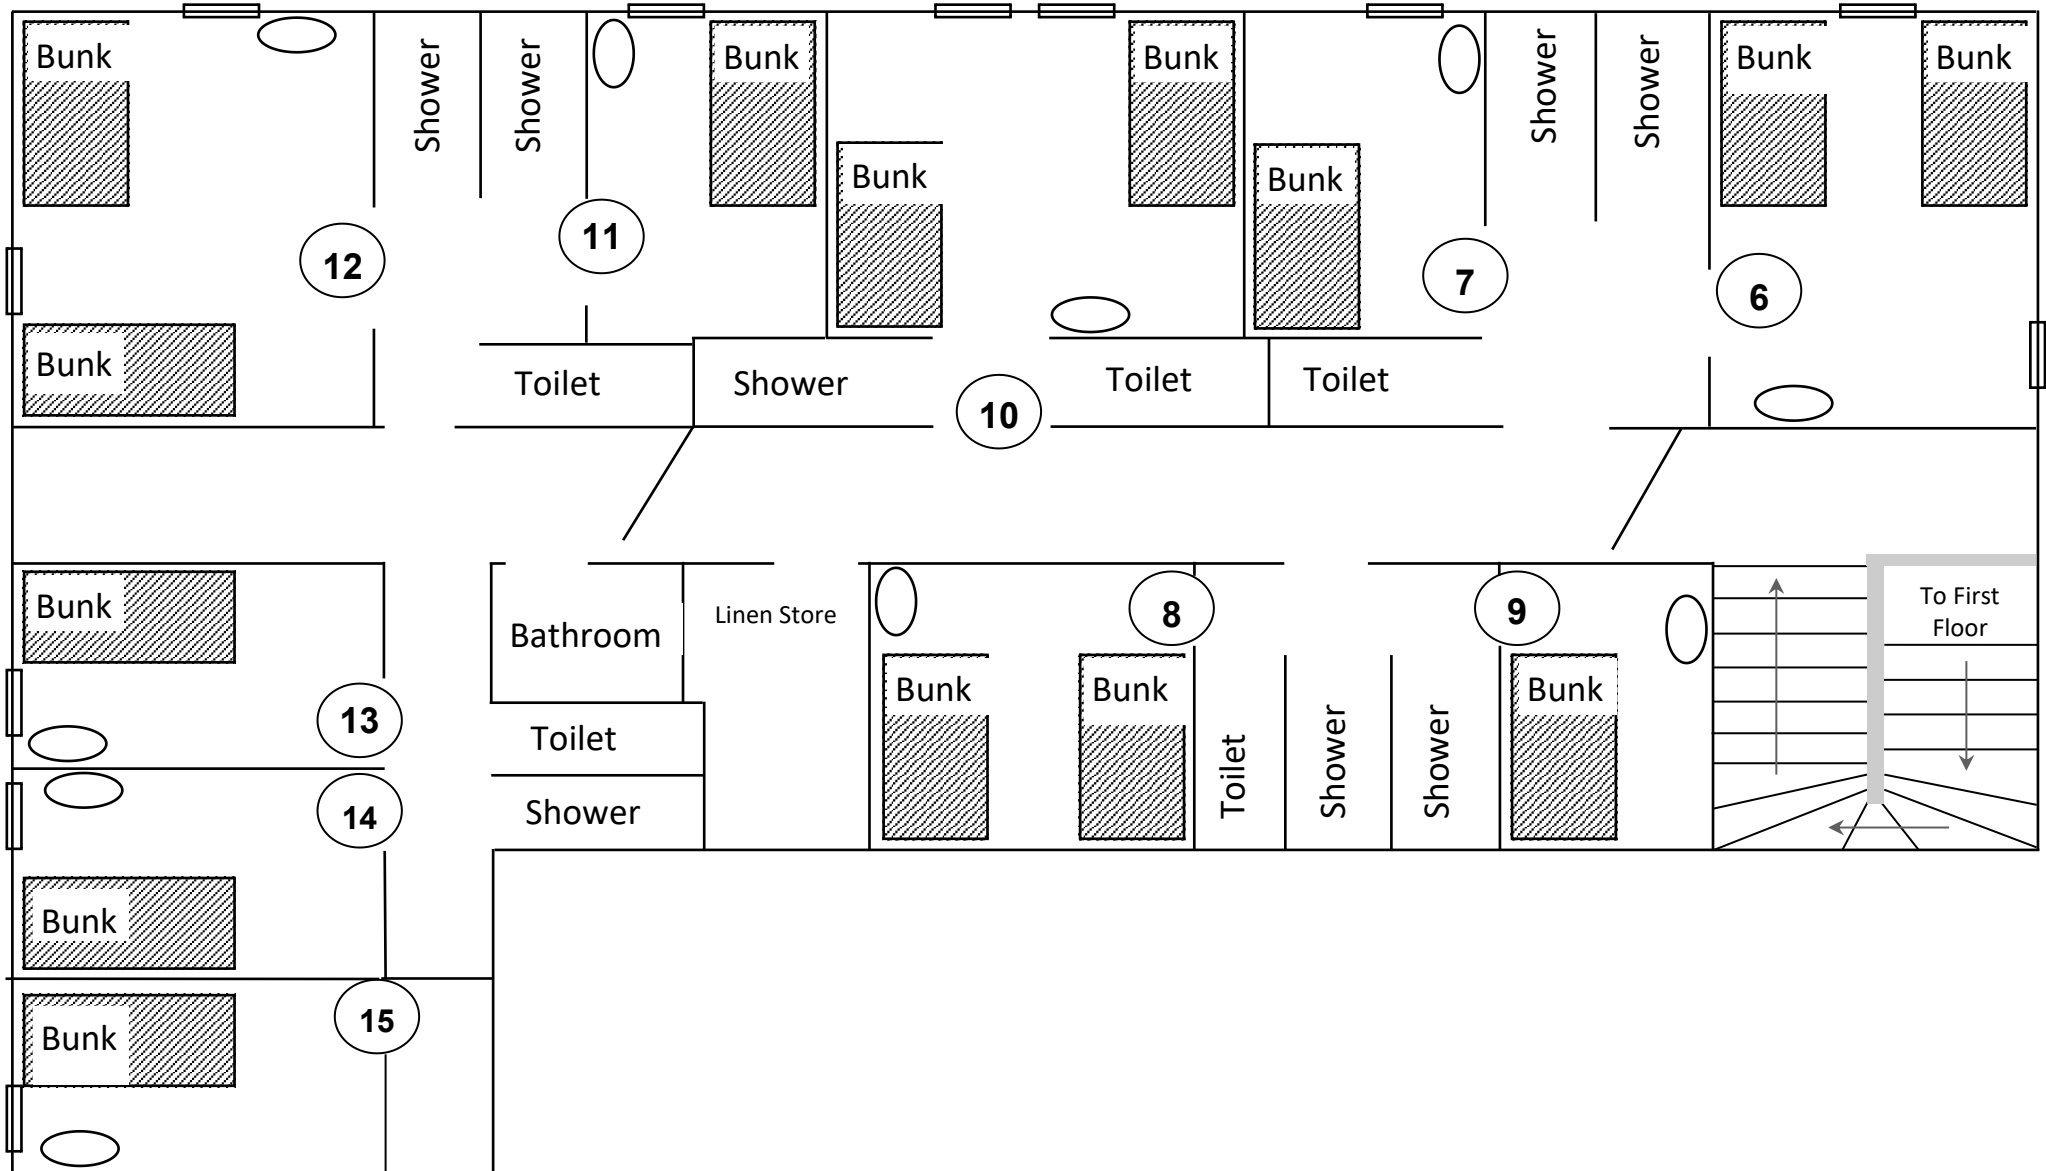 Bunk
Shower
Shower
Bunk
Bunk
Shower
Shower
Bunk
Bunk
Bunk
Bunk
11
12
7
6
Bunk
Toilet
Shower
Toilet
Toilet
10
Bunk
Bathroom
Linen Store
8
9
To First
Floor
Bunk
Bunk
Bunk
13
Toilet
Toilet
Shower
Shower
14
Shower
Bunk
15
Bunk